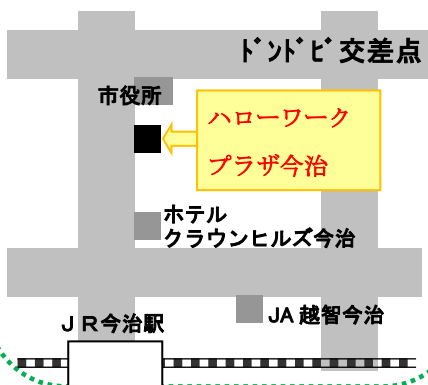 ドンドビ交差点
市役所
ハローワーク
プラザ今治
ホテル
クラウンヒルズ今治
JA 越智今治
ＪＲ今治駅